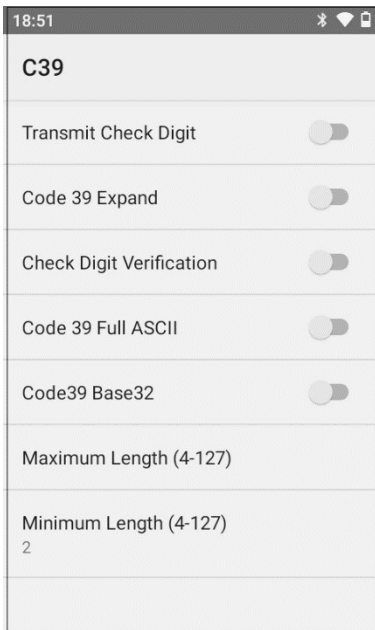 18:51
C39
Transmit Check Digit
Code 39 Expand
Check Digit Verification
Code 39 Full ASCII
Code39 Base32
Maximum Length (4-127)
Minimum Length (4-127)
2